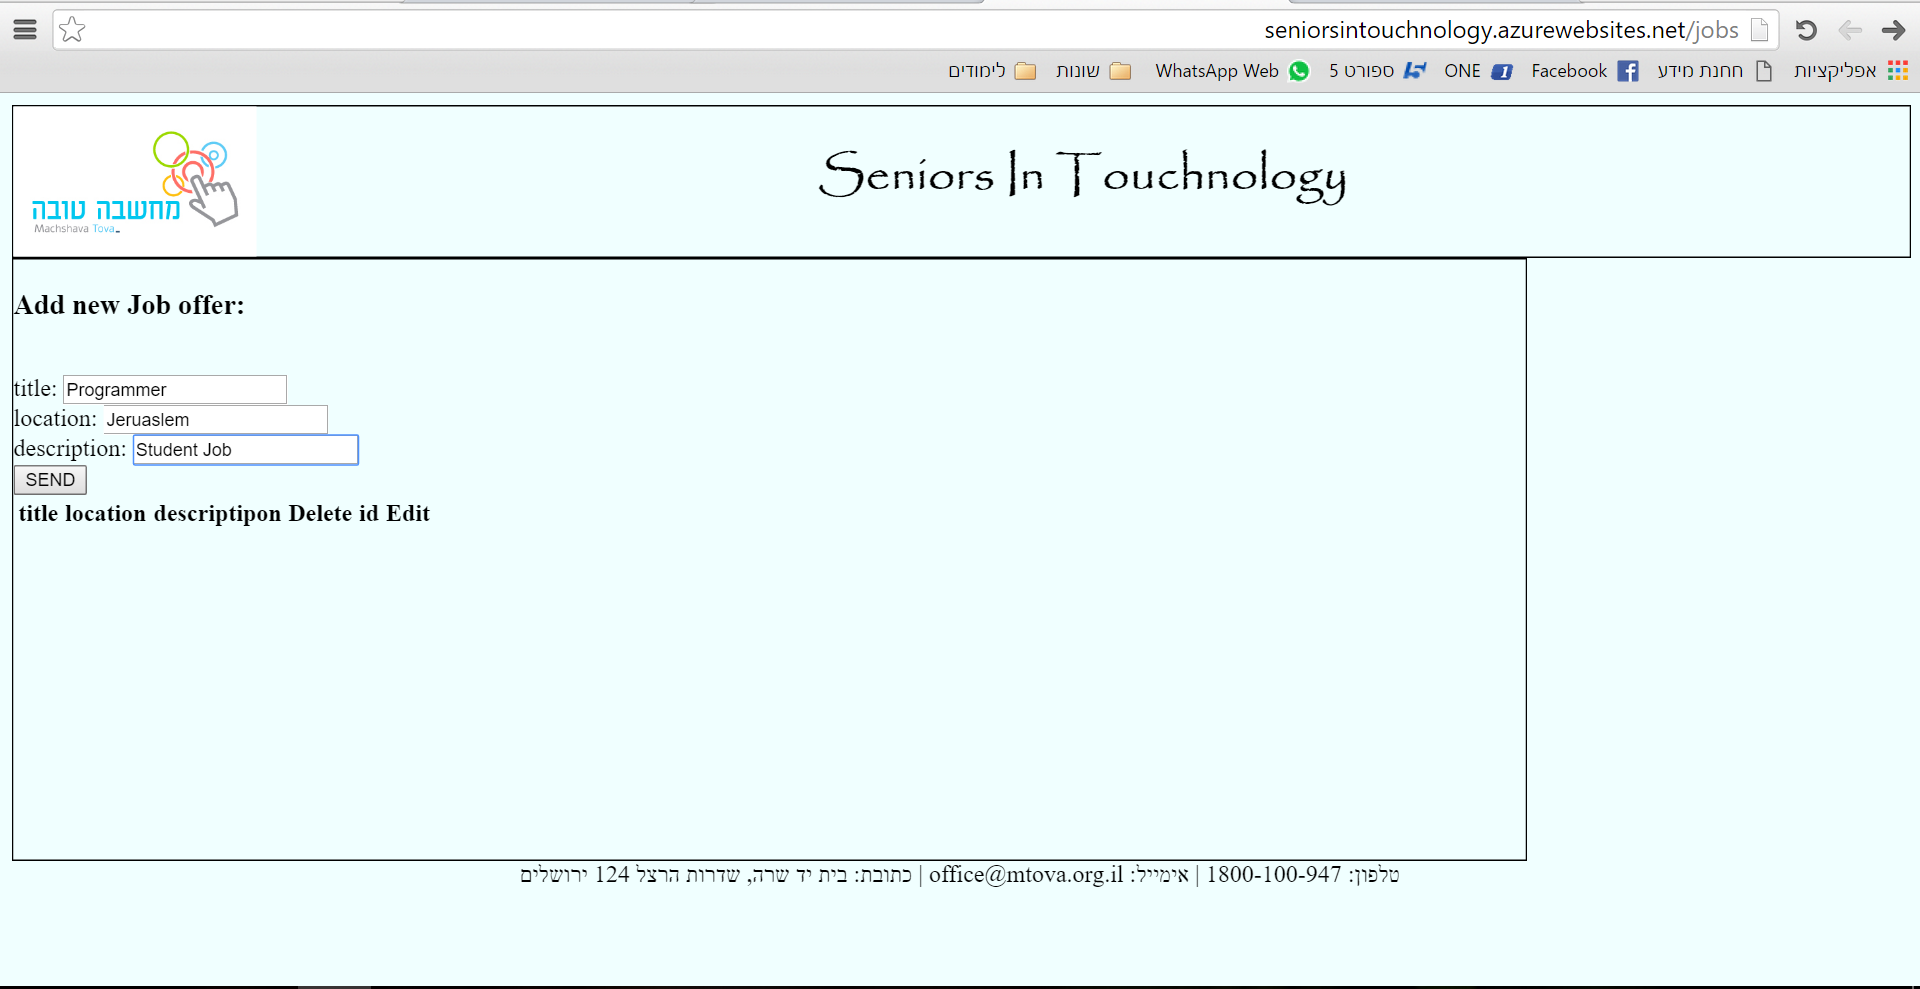 seniorsintouchnology.azurewebsites.net/jobs
אפליקציות חחנת מידע Facebook ONE ספורט 5 WhatsApp Web שונות לימודים
Seniors In Touchnology
מחשבה טובה
Machshava Tova_
Add new Job offer:
title: Programmer
location: Jeruaslem
description: Student Job
SEND
title location descriptipon Delete id Edit
טלפון: 1800-100-947 | אימייל: office@mtova.org.il | כתובת: בית יד שרה, שדרות הרצל 124 ירושלים